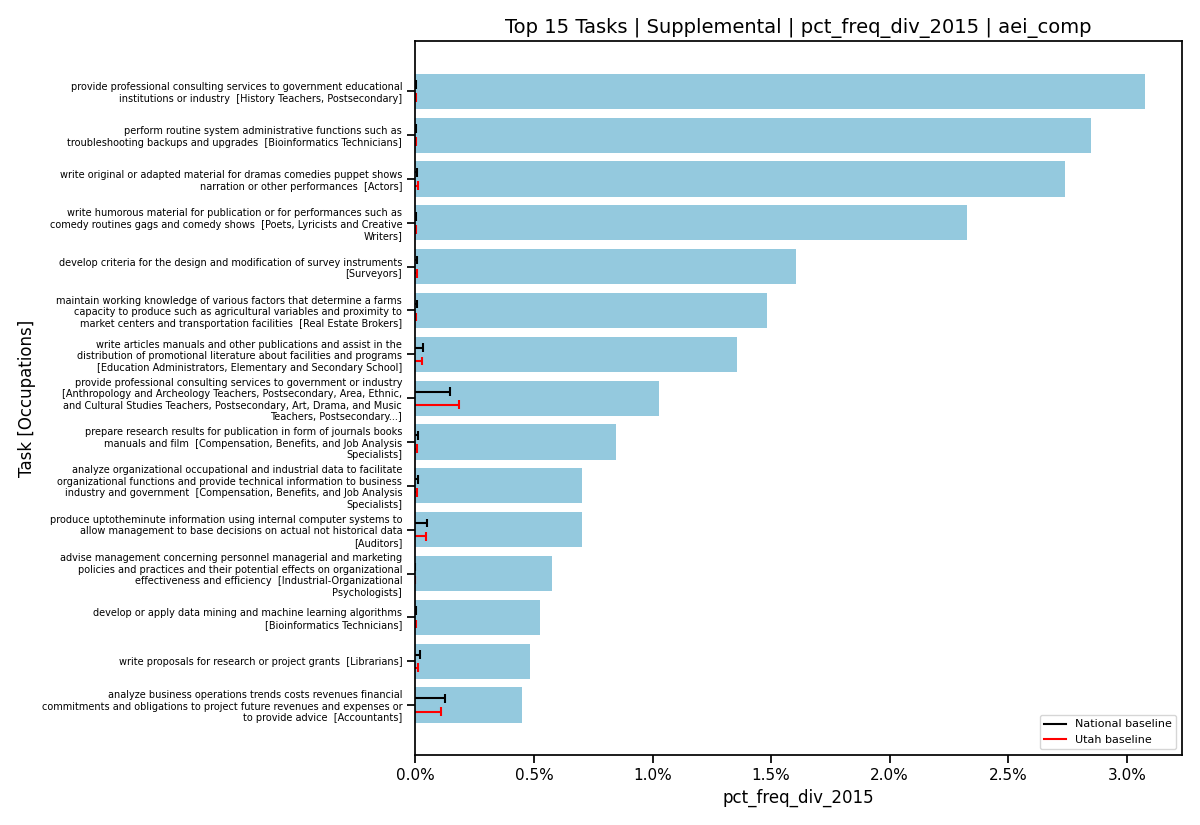 Top 15 Tasks | Supplemental | pct_freq_div_2015 | aei_comp
Task [Occupations]
provide professional consulting services to government educational
institutions or industry  [History Teachers, Postsecondary]
perform routine system administrative functions such as
troubleshooting backups and upgrades  [Bioinformatics Technicians]
write original or adapted material for dramas comedies puppet shows
narration or other performances  [Actors]
write humorous material for publication or for performances such as
comedy routines gags and comedy shows  [Poets, Lyricists and Creative
Writers]
develop criteria for the design and modification of survey instruments
[Surveyors]
maintain working knowledge of various factors that determine a farms
capacity to produce such as agricultural variables and proximity to
market centers and transportation facilities  [Real Estate Brokers]
write articles manuals and other publications and assist in the
distribution of promotional literature about facilities and programs
[Education Administrators, Elementary and Secondary School]
provide professional consulting services to government or industry
[Anthropology and Archeology Teachers, Postsecondary, Area, Ethnic,
and Cultural Studies Teachers, Postsecondary, Art, Drama, and Music
Teachers, Postsecondary...]
prepare research results for publication in form of journals books
manuals and film  [Compensation, Benefits, and Job Analysis
Specialists]
analyze organizational occupational and industrial data to facilitate
organizational functions and provide technical information to business
industry and government  [Compensation, Benefits, and Job Analysis
Specialists]
produce uptotheminute information using internal computer systems to
allow management to base decisions on actual not historical data
[Auditors]
advise management concerning personnel managerial and marketing
policies and practices and their potential effects on organizational
effectiveness and efficiency  [Industrial-Organizational
Psychologists]
develop or apply data mining and machine learning algorithms
[Bioinformatics Technicians]
write proposals for research or project grants  [Librarians]
analyze business operations trends costs revenues financial
commitments and obligations to project future revenues and expenses or
to provide advice  [Accountants]
National baseline
Utah baseline
0.0% 0.5% 1.0% 1.5% 2.0% 2.5% 3.0%
pct_freq_div_2015